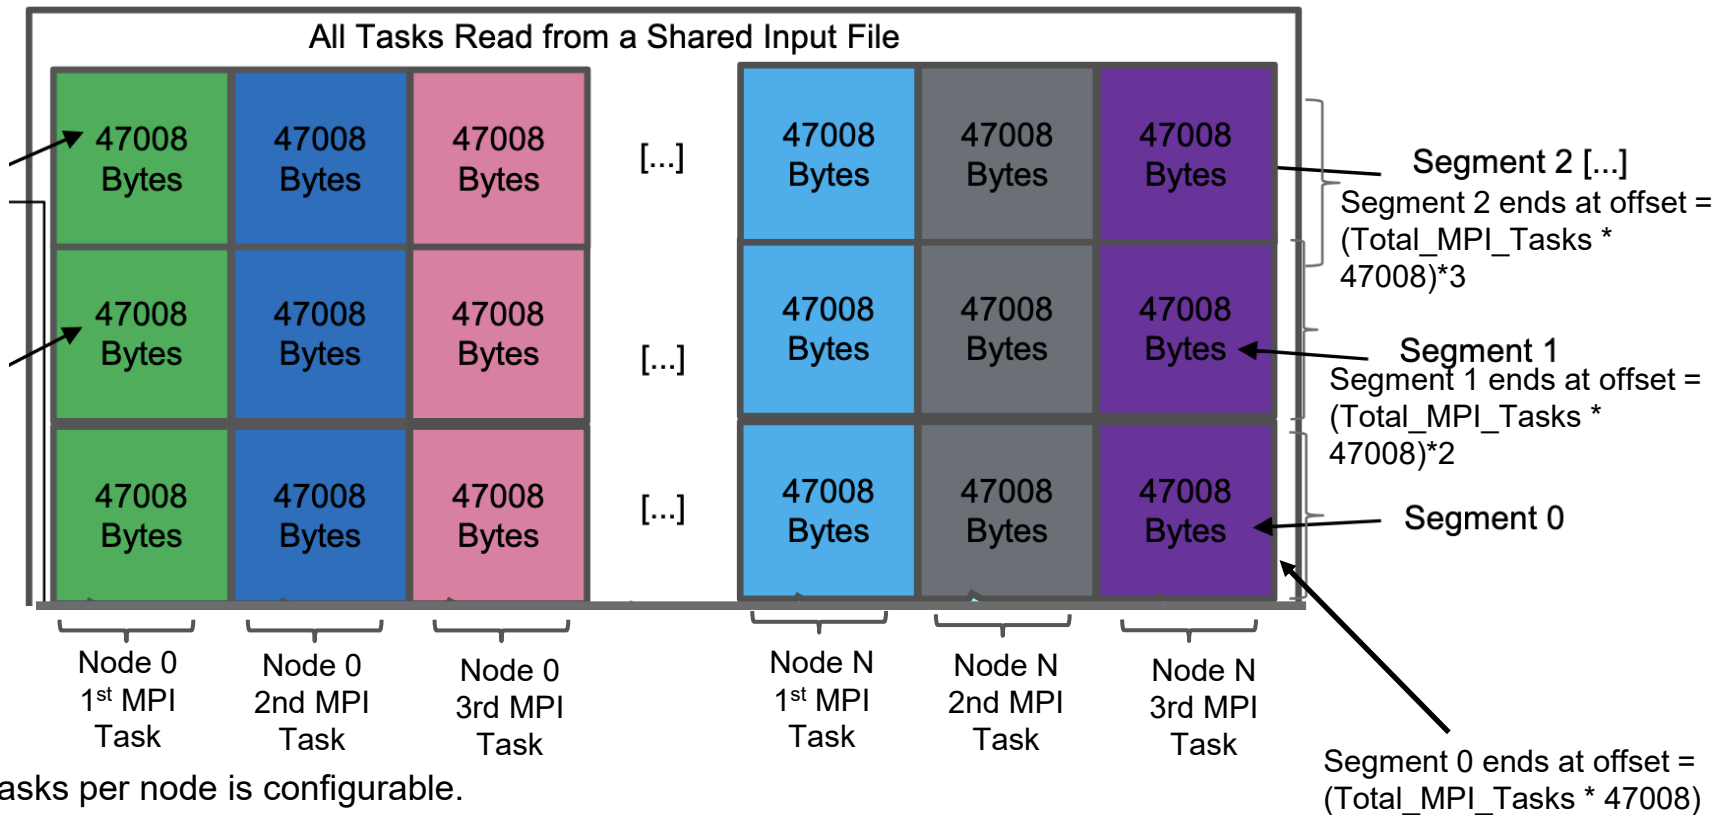 All Tasks Read from a Shared Input File
47008
Bytes
47008
Bytes
47008
Bytes
[...]
47008
Bytes
47008
Bytes
47008
Bytes
Segment 2 [...]
Segment 2 ends at offset =
(Total_MPI_Tasks *
47008)*3
47008
Bytes
47008
Bytes
47008
Bytes
[...]
47008
Bytes
47008
Bytes
47008
Bytes
Segment 1
Segment 1 ends at offset =
(Total_MPI_Tasks *
47008)*2
47008
Bytes
47008
Bytes
47008
Bytes
[...]
47008
Bytes
47008
Bytes
47008
Bytes
Segment 0
Node 0
1st MPI
Task
Node 0
2nd MPI
Task
Node 0
3rd MPI
Task
Node N
1st MPI
Task
Node N
2nd MPI
Task
Node N
3rd MPI
Task
Segment 0 ends at offset =
(Total_MPI_Tasks * 47008)
asks per node is configurable.